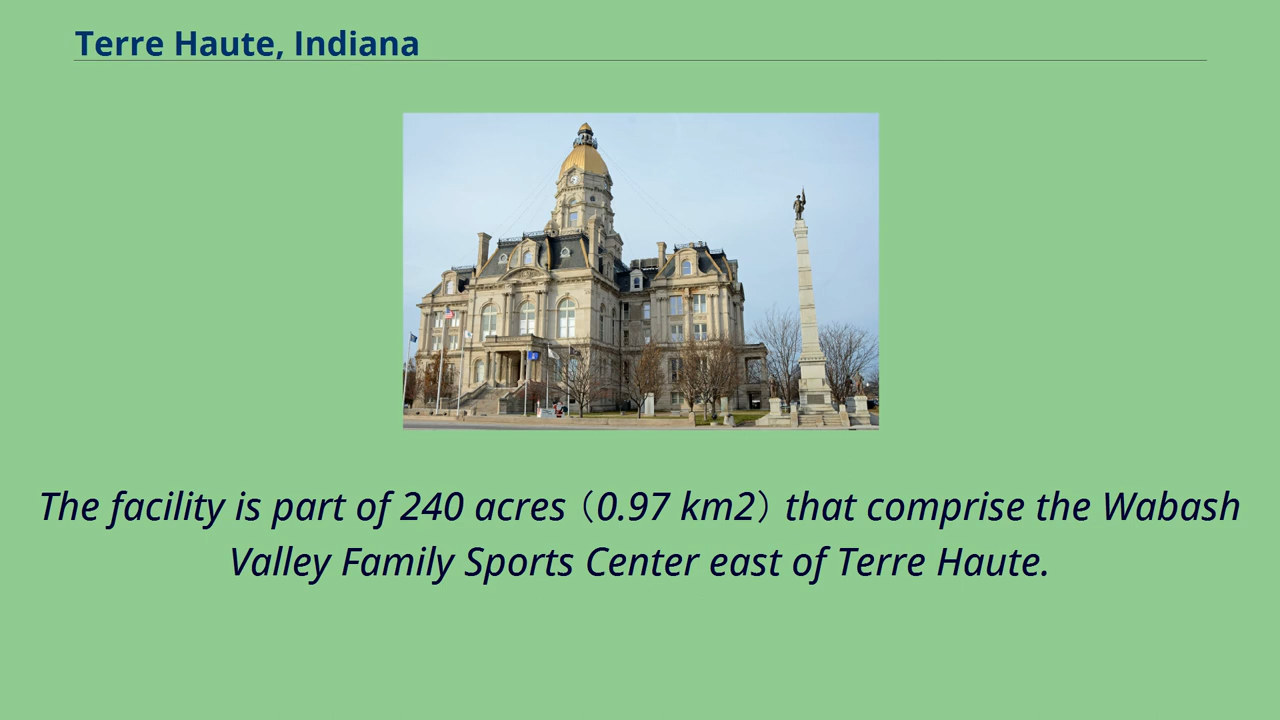 Terre Haute, Indiana
The facility is part of 240 acres（0.97 km2）that comprise the Wabash
Valley Family Sports Center east of Terre Haute.